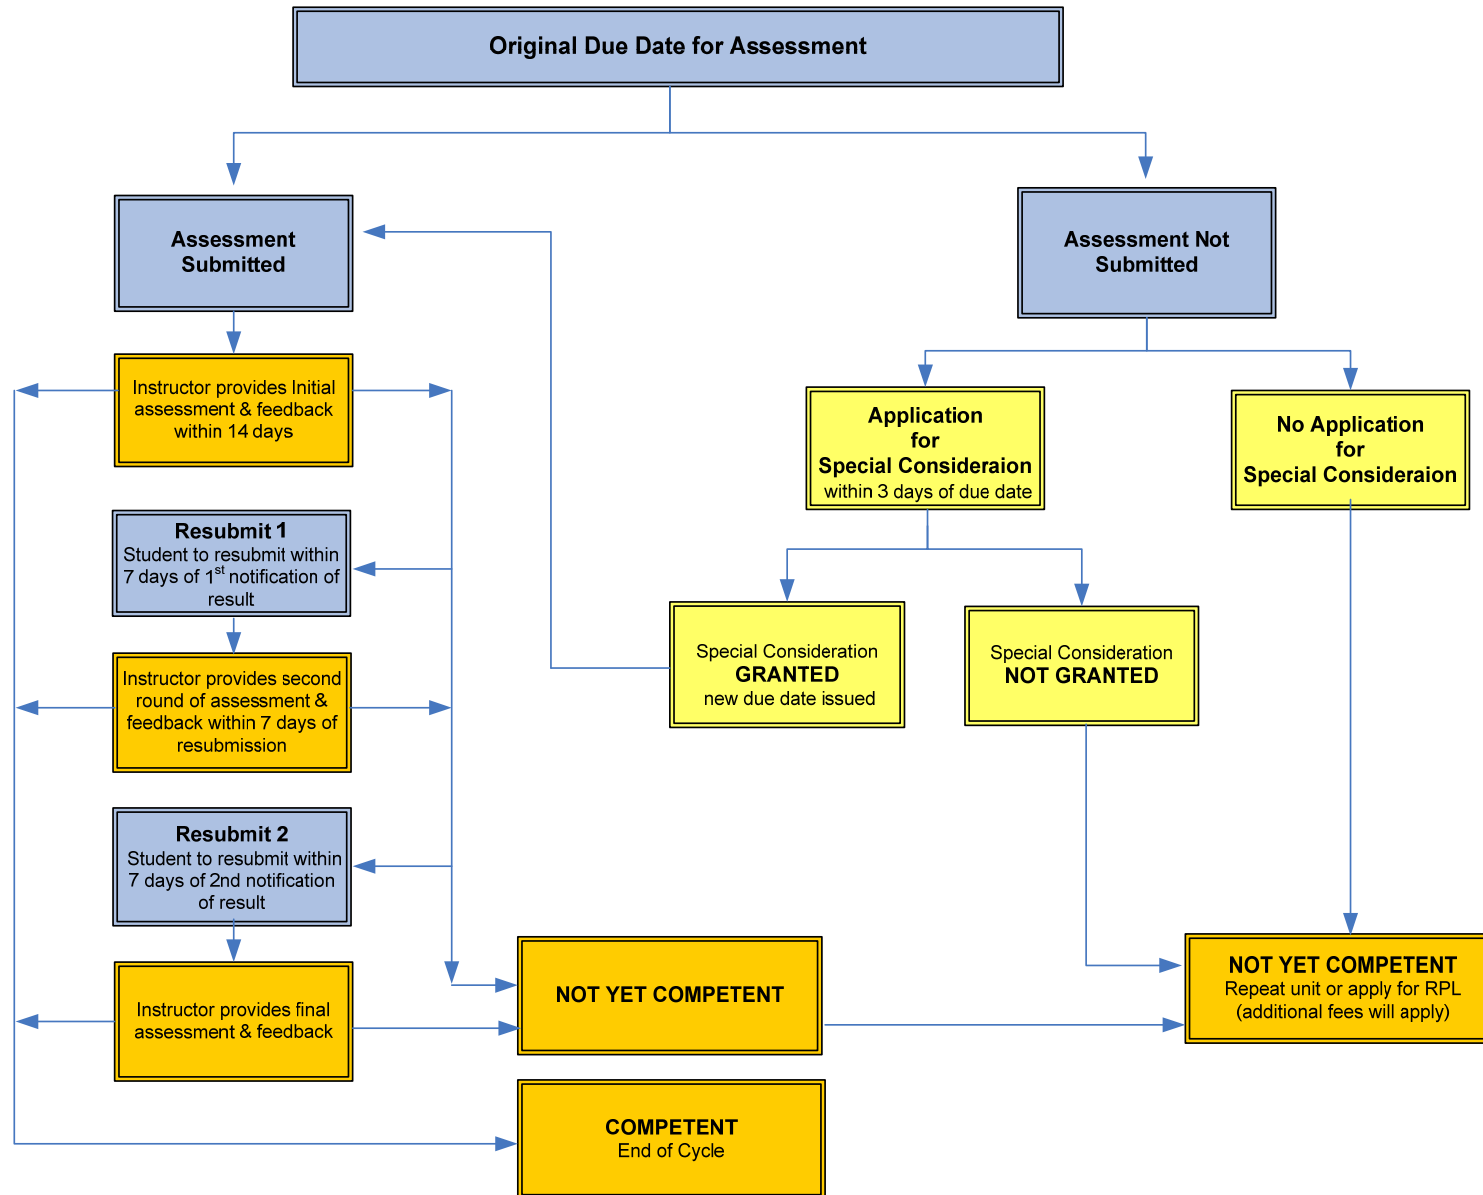 Original Due Date for Assessment
Assessment
Submitted
Assessment Not
Submitted
Instructor provides Initial
assessment & feedback
within 14 days
Application
for
Special Consideraion
within 3 days of due date
No Application
for
Special Consideraion
Resubmit 1
Student to resubmit within
7 days of 1st notification of
result
Special Consideration
GRANTED
new due date issued
Special Consideration
NOT GRANTED
Instructor provides second
round of assessment &
feedback within 7 days of
resubmission
Resubmit 2
Student to resubmit within
7 days of 2nd notification
of result
Instructor provides final
assessment & feedback
NOT YET COMPETENT
NOT YET COMPETENT
Repeat unit or apply for RPL
(additional fees will apply)
COMPETENT
End of Cycle